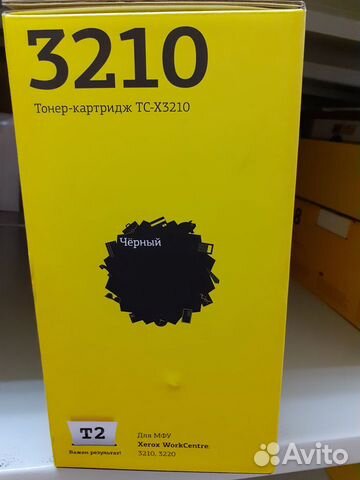 3210
Тонер-картридж TC-X3210
Чёрный
T2
Важен результат!
Для МФУ
Xerox WorkCentre
3210, 3220
Avito